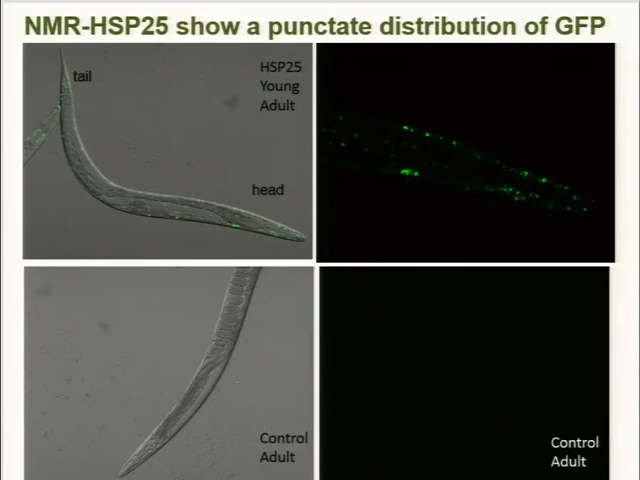 NMR-HSP25 show a punctate distribution of GFP
tail
HSP25
Young
Adult
head
Control
Adult
Control
Adult